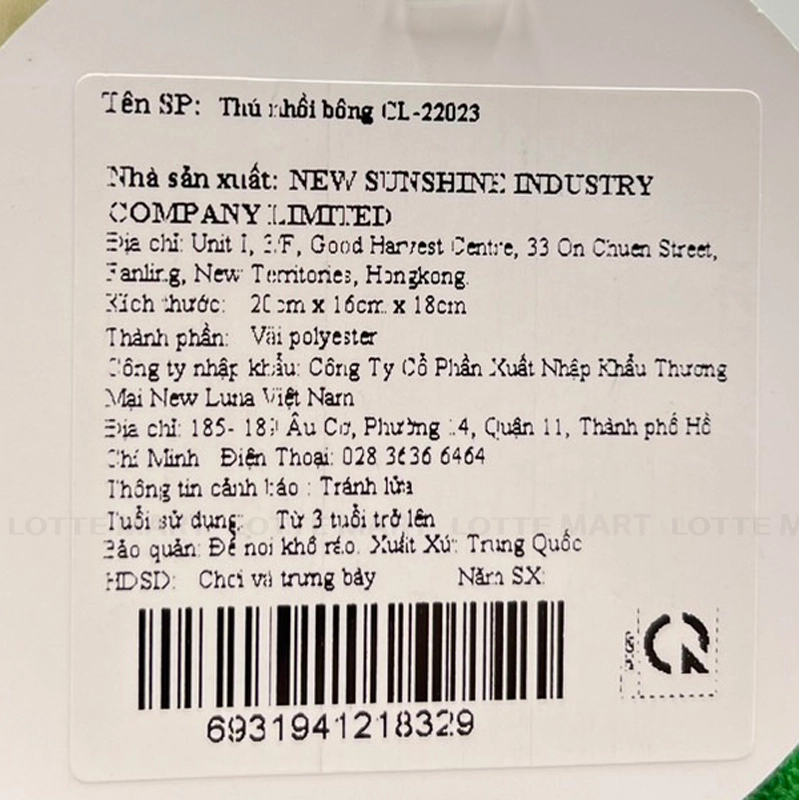 Tên SP: Thú nhồi bông CL-22023
Nhà sản xuất: NEW SUNSHINE INDUSTRY
COMPANY LIMITED
Địa chỉ: Unit I, 3/F, Good Harvest Centre, 33 On Chuen Street,
Fanling, New Territories, Hongkong.
Kích thước: 20cm x 16cm x 18cm
Thành phần: Vải polyester
Công ty nhập khẩu: Công Ty Cổ Phần Xuất Nhập Khẩu Thương
Mại New Luna Việt Nam
Địa chỉ: 185- 189 Âu Cơ, Phường 14, Quận 11, Thành phố Hồ
Chí Minh Điện Thoại: 028 3636 6464
Thông tin cảnh báo : Tránh lửa
LOTTE MART LOTTE MART LOTTE M
Tuổi sử dụng: Từ 3 tuổi trở lên
Bảo quản: Để nơi khô ráo. Xuất Xứ: Trung Quốc
HDSD: Chơi và trưng bày Năm SX:
CR
6931941218329